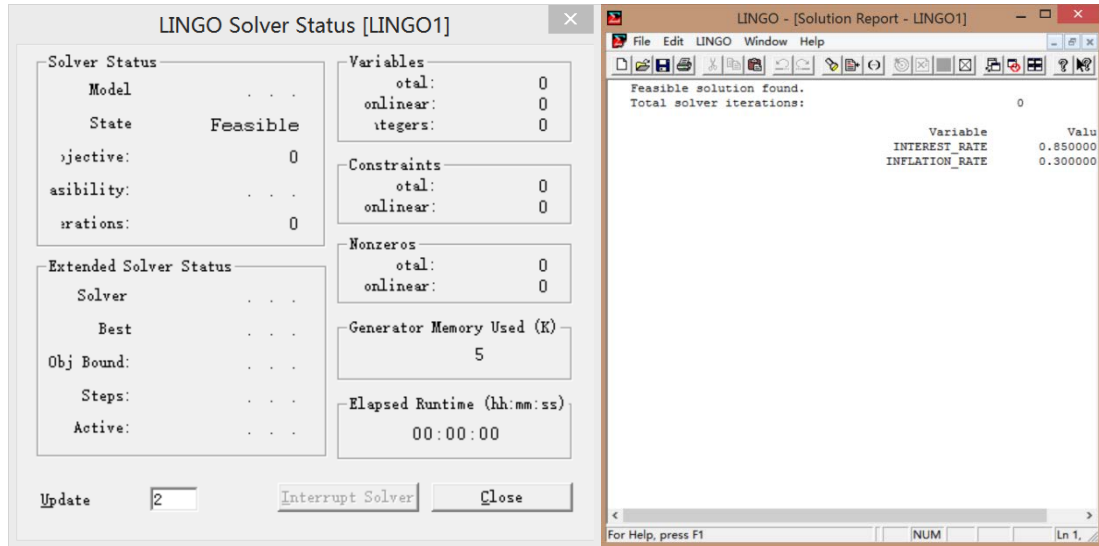 LINGO Solver Status [LINGO1]
Solver Status
Model . . .
State Feasible
jective: 0
asibility: . . .
erations: 0
Extended Solver Status
Solver . . .
Best . . .
Obj Bound: . . .
Steps: . . .
Active: . . .
Variables
otal: 0
onlinear: 0
tegers: 0
Constraints
otal: 0
onlinear: 0
Nonzeros
otal: 0
onlinear: 0
Generator Memory Used (K)
5
Elapsed Runtime (hh:mm:ss)
00:00:00
Update 2
Interrupt Solver
Close
LINGO - [Solution Report - LINGO1]
File Edit LINGO Window Help
Feasible solution found.
Total solver iterations: 0
Variable Valu
INTEREST_RATE 0.850000
INFLATION_RATE 0.300000
For Help, press F1
NUM
Ln 1,